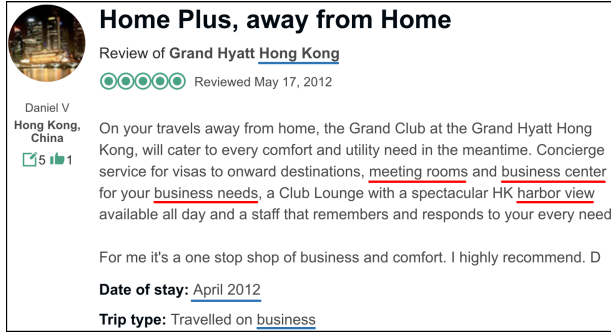 Home Plus, away from Home
Review of Grand Hyatt Hong Kong
Reviewed May 17, 2012
Daniel V
Hong Kong,
China
5 1
On your travels away from home, the Grand Club at the Grand Hyatt Hong
Kong, will cater to every comfort and utility need in the meantime. Concierge
service for visas to onward destinations, meeting rooms and business center
for your business needs, a Club Lounge with a spectacular HK harbor view
available all day and a staff that remembers and responds to your every need
For me it's a one stop shop of business and comfort. I highly recommend. D
Date of stay: April 2012
Trip type: Travelled on business